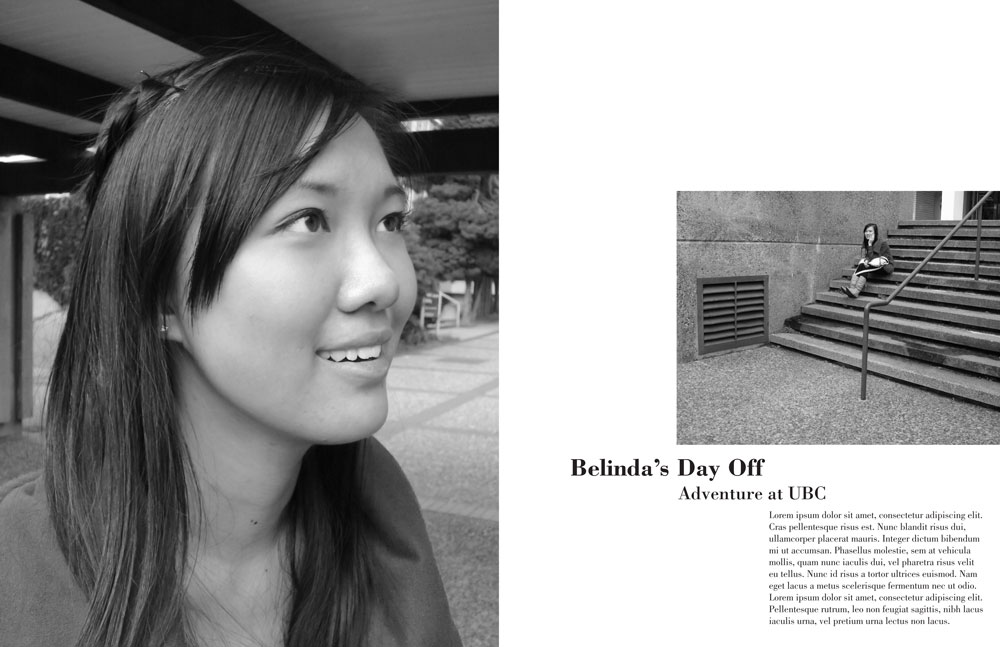 Belinda's Day Off
Adventure at UBC
Lorem ipsum dolor sit amet, consectetur adipiscing elit.
Cras pellentesque risus est. Nunc blandit risus dui,
ullamcorper placerat mauris. Integer dictum bibendum
mi ut accumsan. Phasellus molestie, sem at vehicula
mollis, quam nunc iaculis dui, vel pharetra risus velit
eu tellus. Nunc id risus a tortor ultrices euismod. Nam
eget lacus a metus scelerisque fermentum nec ut odio.
Lorem ipsum dolor sit amet, consectetur adipiscing elit.
Pellentesque rutrum, leo non feugiat sagittis, nibh lacus
iaculis urna, vel pretium urna lectus non lacus.